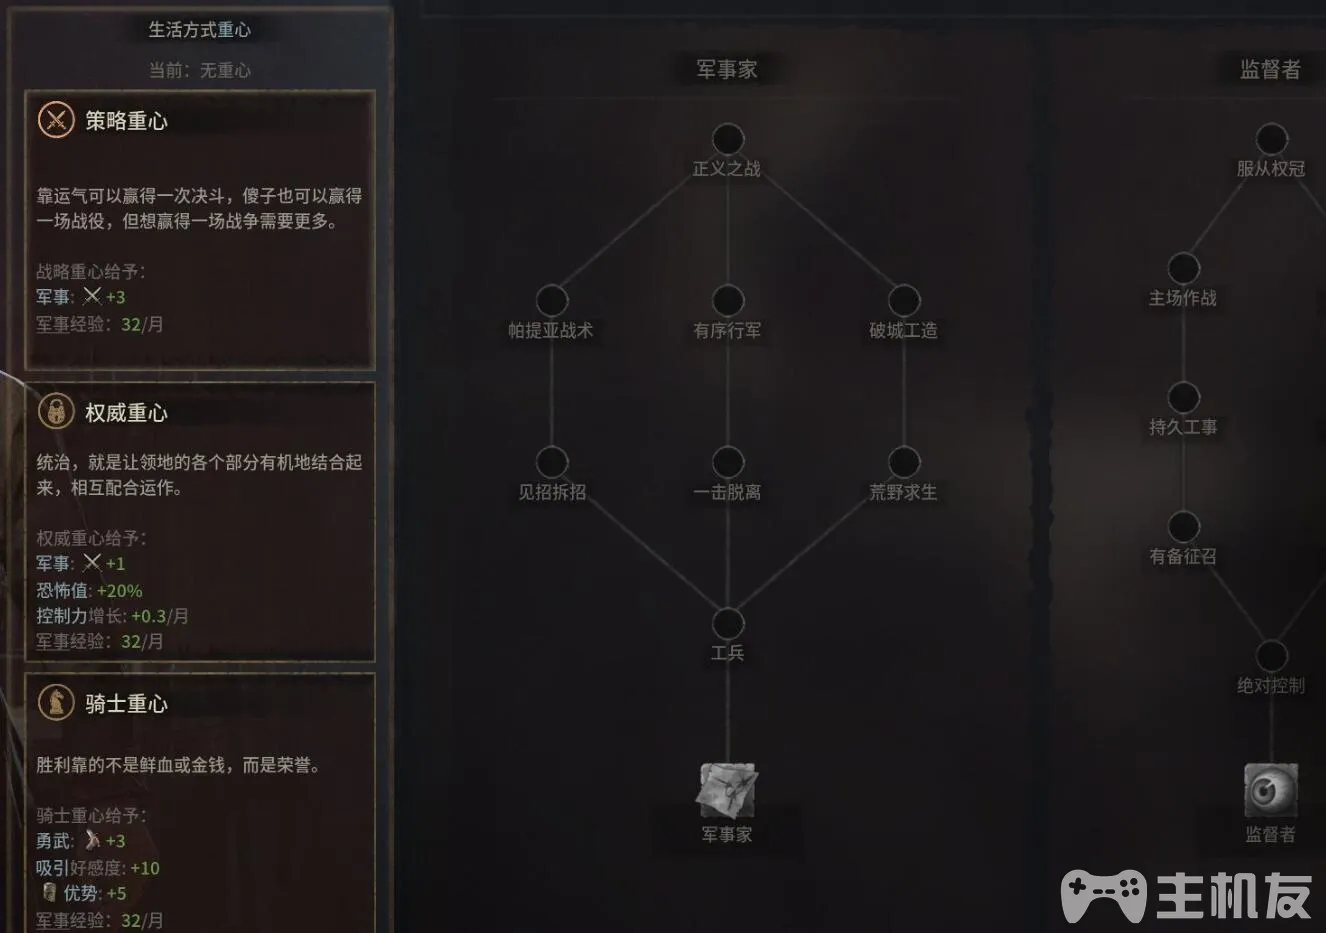 生活方式重心
当前：无重心
策略重心
靠运气可以赢得一次决斗，傻子也可以赢得
一场战役，但想赢得一场战争需要更多。
战略重心给予：
军事: +3
军事经验：32/月
权威重心
统治，就是让领地的各个部分有机地结合起
来，相互配合运作。
权威重心给予：
军事: +1
恐怖值: +20%
控制力增长: +0.3/月
军事经验：32/月
骑士重心
胜利靠的不是鲜血或金钱，而是荣誉。
骑士重心给予：
勇武: +3
吸引好感度: +10
优势: +5
军事经验：32/月
军事家
正义之战
帕提亚战术
有序行军
破城工造
见招拆招
一击脱离
荒野求生
工兵
军事家
监督者
服从权冠
主场作战
持久工事
有备征召
绝对控制
监督者
主机友